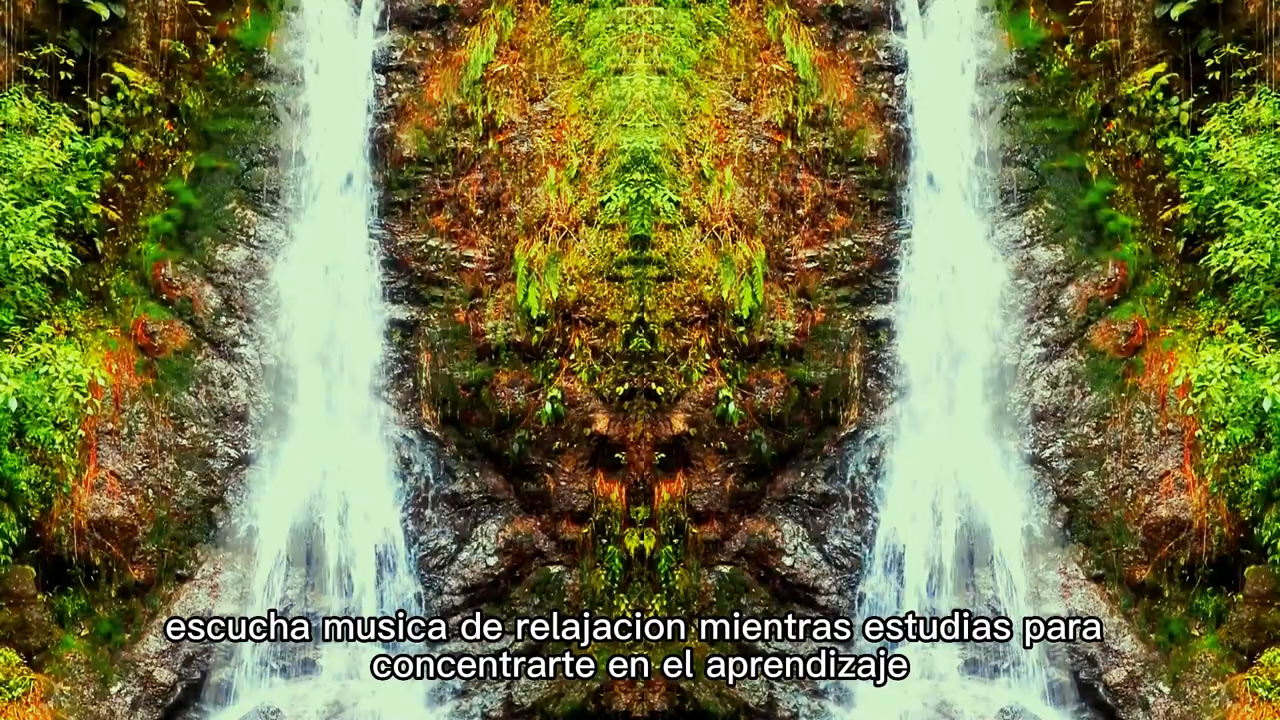 escucha musica de relajacion mientras estudias para
concentrarte en el aprendizaje